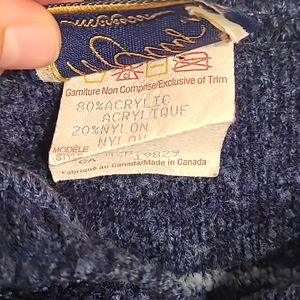 Garniture Non Comprise/Exclusive of Trim
80%ACRYLIC
ACRYLIQUE
20%NYLON
NYLON
MODÈLE
STYLE
CA 19829
Fabriqué au Canada/Made in Canada